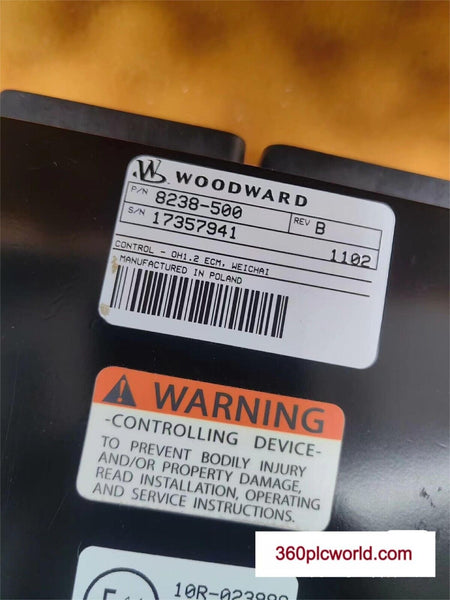 W WOODWARD
P/N 8238-500 REV B
S/N 17357941 1102
CONTROL - OH1.2 ECM, WEICHAI
MANUFACTURED IN POLAND
WARNING
-CONTROLLING DEVICE-
TO PREVENT BODILY INJURY
AND/OR PROPERTY DAMAGE,
READ INSTALLATION, OPERATING
AND SERVICE INSTRUCTIONS.
360plcworld.com